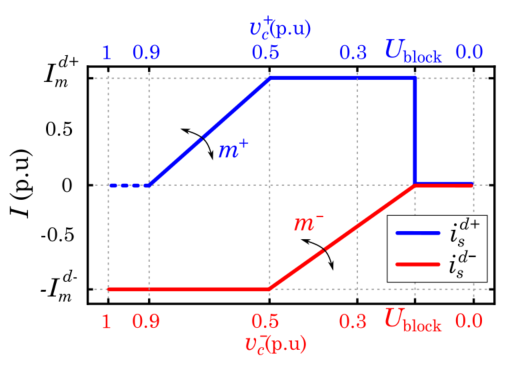 v_c^+(p.u)
1 0.9 0.5 0.3 U_block 0.0
I_m^{d+}
0.5
0
-0.5
-I_m^{d-}
I (p.u)
m^+
m^-
i_s^{d+}
i_s^{d-}
1 0.9 0.5 0.3 U_block 0.0
v_c^-(p.u)